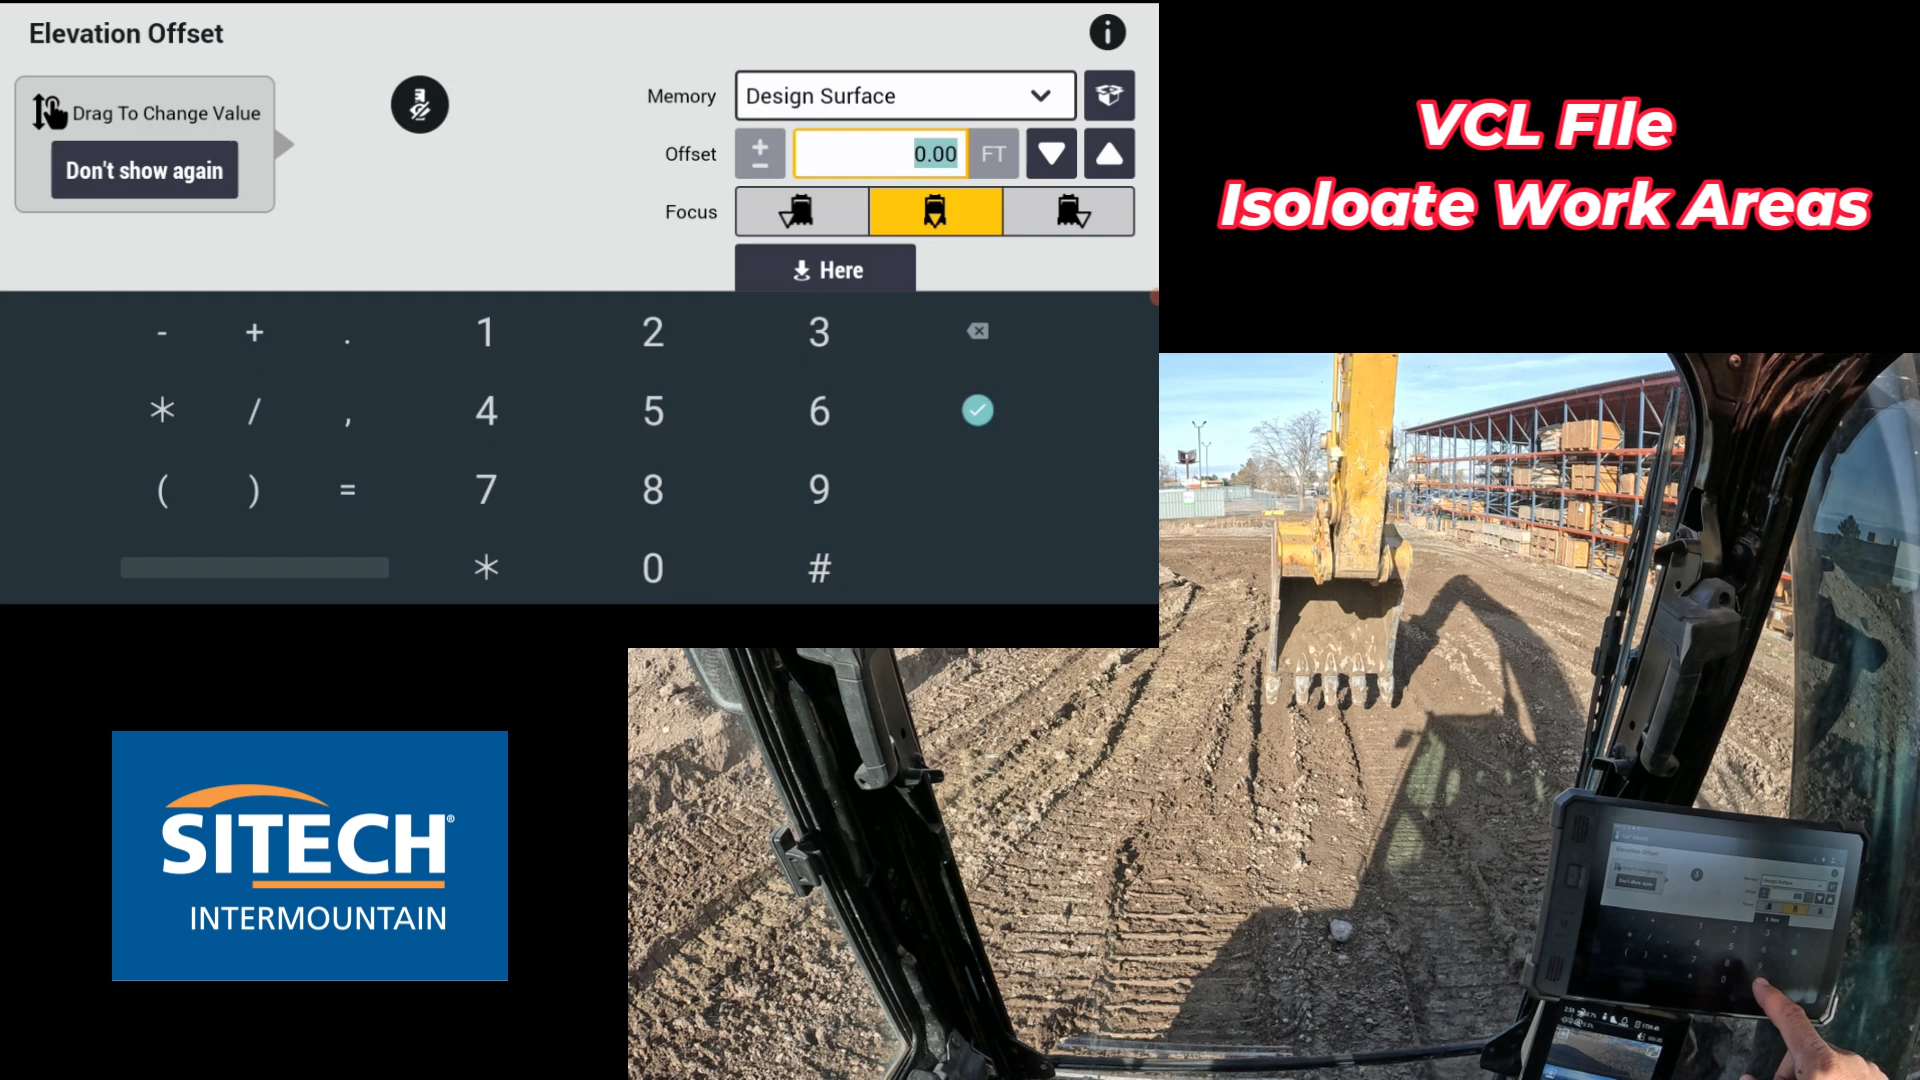 Elevation Offset
Drag To Change Value
Don't show again
Memory
Design Surface
Offset
0.00
FT
Focus
Here
- + . 1 2 3
* / , 4 5 6
( ) = 7 8 9
* 0 #
VCL FIle
Isoloate Work Areas
SITECH®
INTERMOUNTAIN